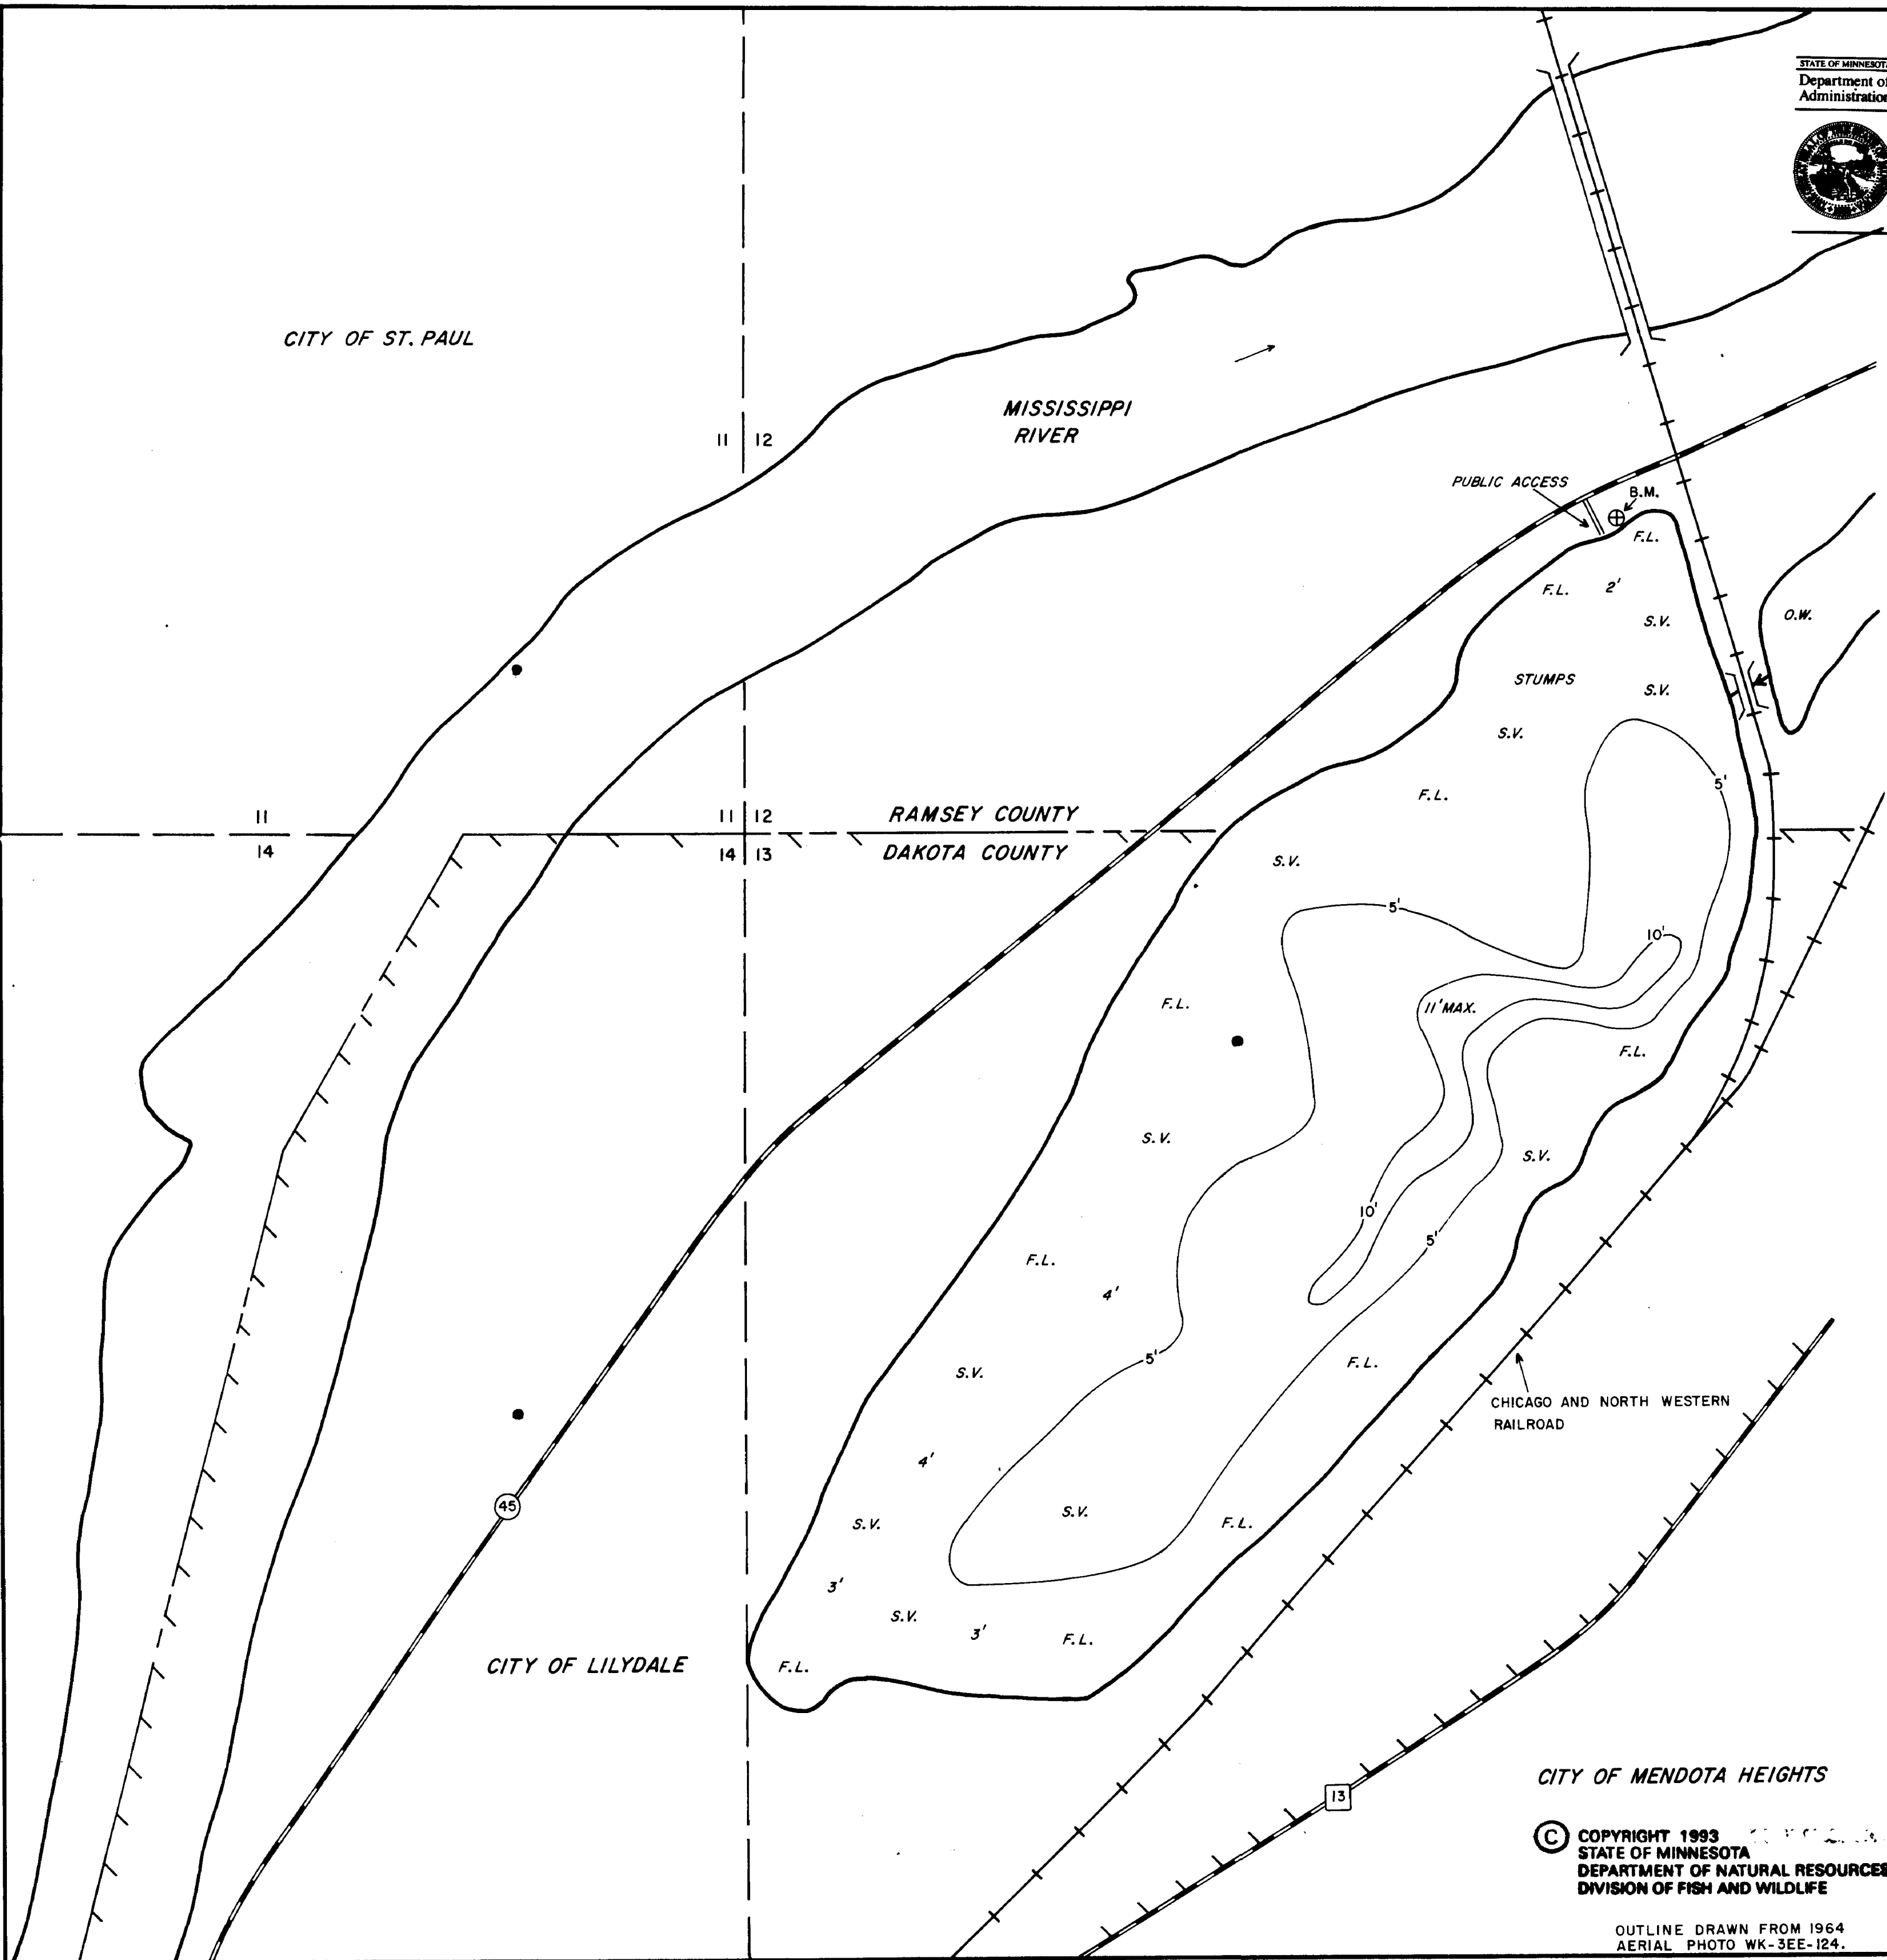 STATE OF MINNESOTA
Department of
Administration
CITY OF ST. PAUL
MISSISSIPPI
RIVER
11 12
PUBLIC ACCESS
B.M.
F.L.
F.L. 2'
S.V.
O.W.
STUMPS
S.V.
S.V.
5'
F.L.
11
14
11 12
14 13
RAMSEY COUNTY
DAKOTA COUNTY
S.V.
5'
10'
F.L.
11' MAX.
F.L.
S.V.
S.V.
10'
5'
F.L.
4'
5'
F.L.
S.V.
CHICAGO AND NORTH WESTERN
RAILROAD
4'
45
S.V.
S.V.
F.L.
3'
S.V.
3'
F.L.
CITY OF LILYDALE
F.L.
CITY OF MENDOTA HEIGHTS
13
C COPYRIGHT 1993
STATE OF MINNESOTA
DEPARTMENT OF NATURAL RESOURCES
DIVISION OF FISH AND WILDLIFE
OUTLINE DRAWN FROM 1964
AERIAL PHOTO WK-3EE-124.